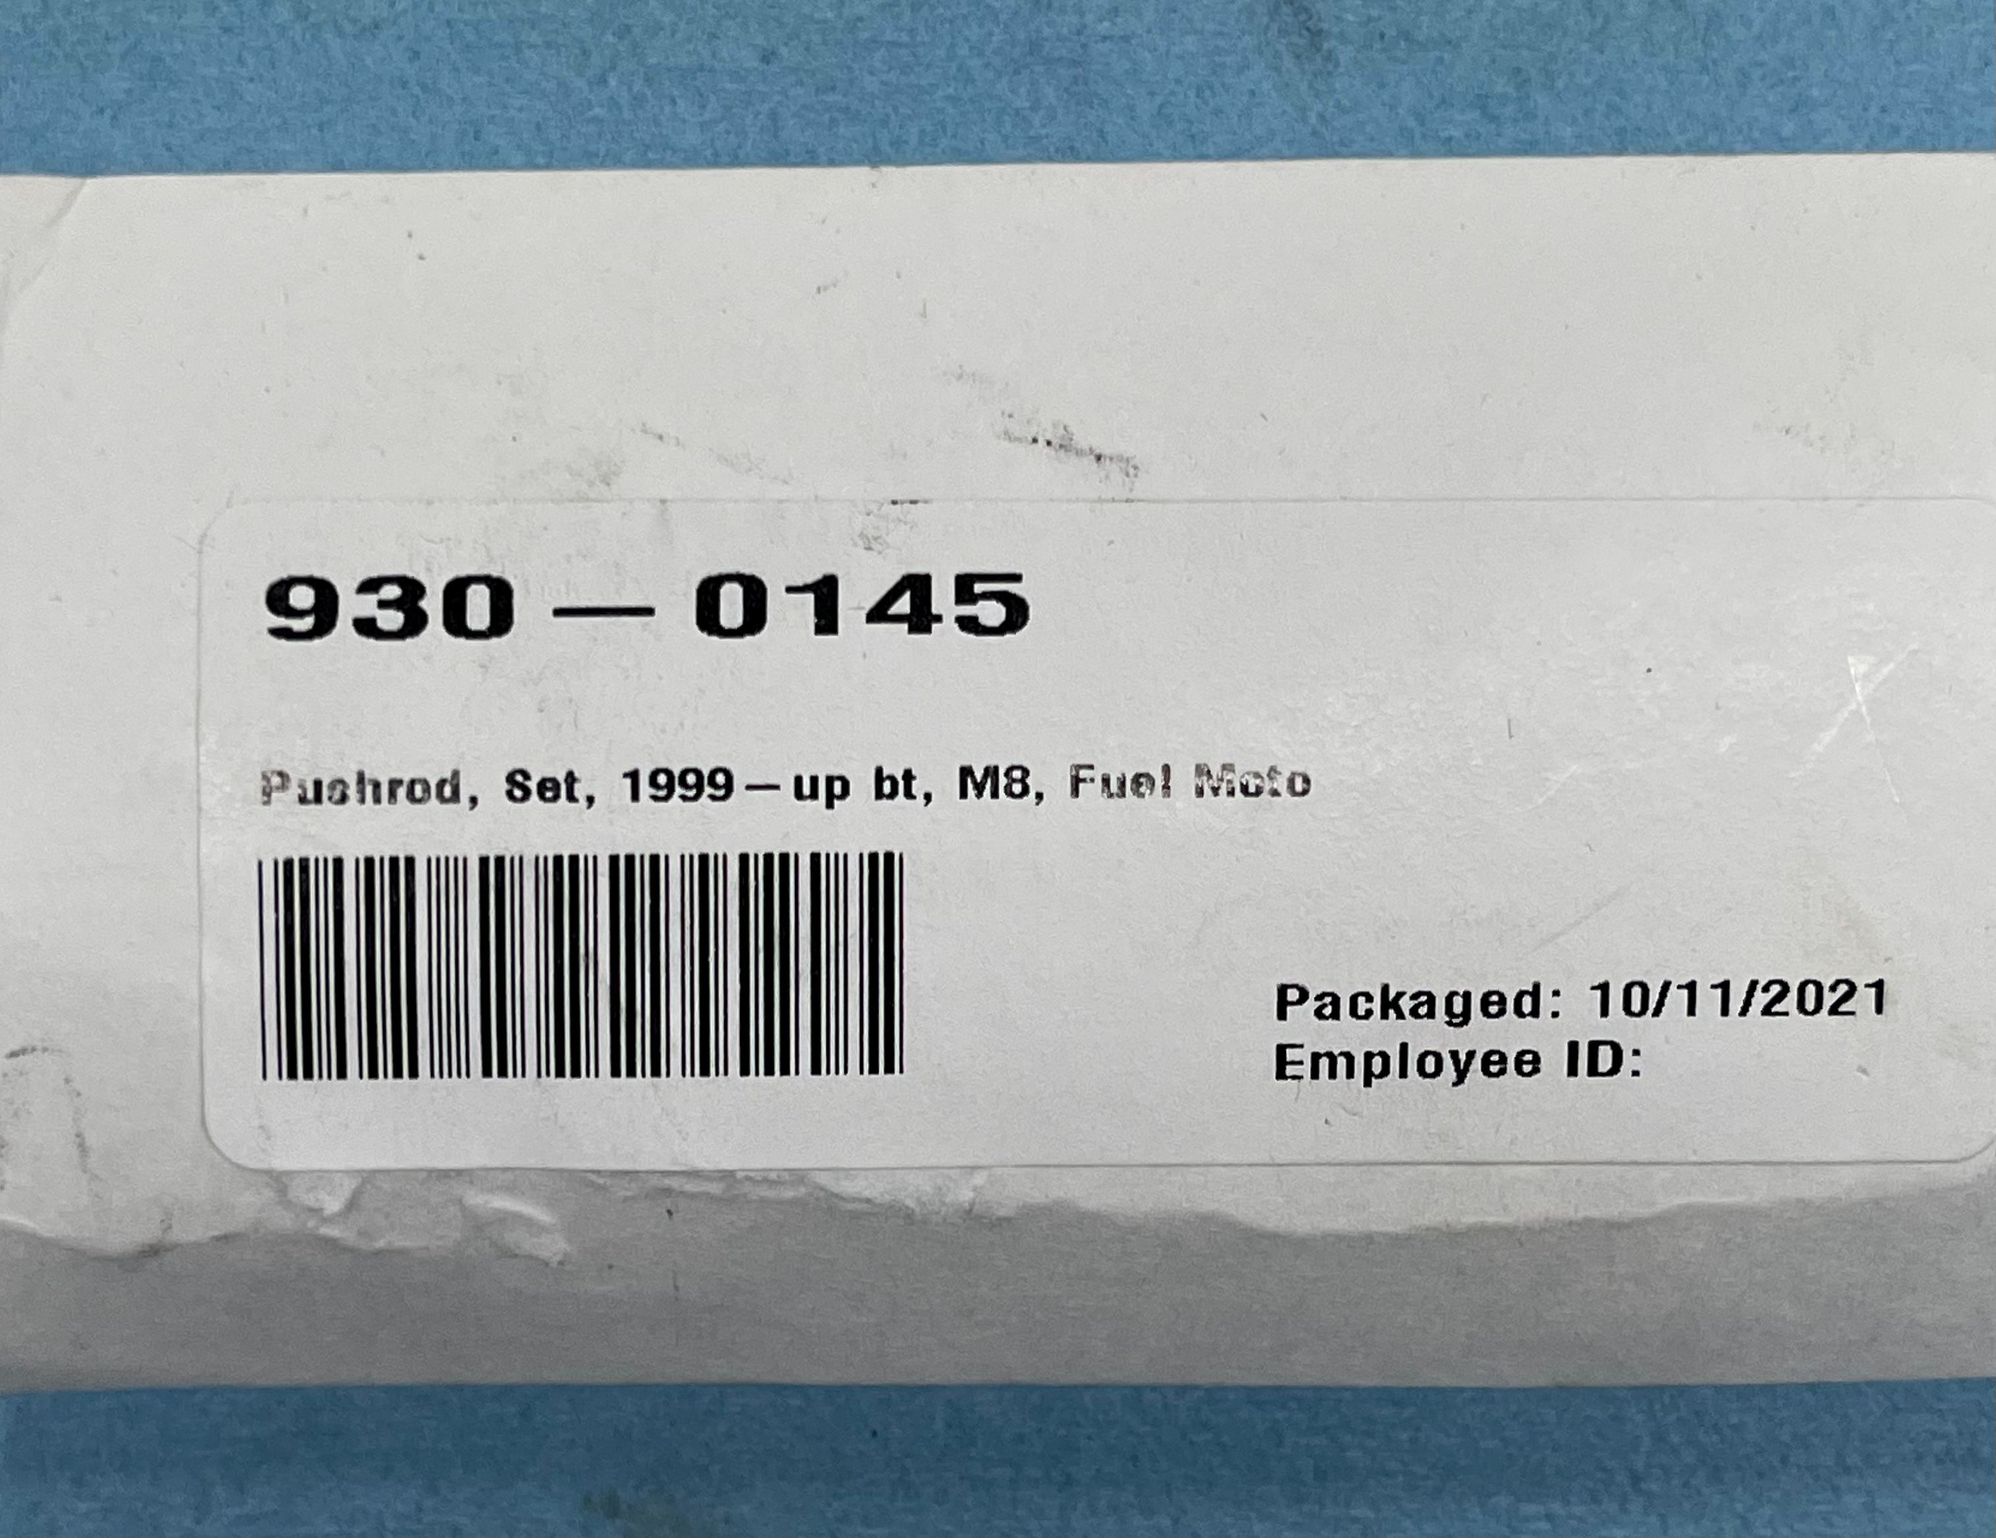 930-0145
Pushrod, Set, 1999-up bt, M8, Fuel Moto
Packaged: 10/11/2021
Employee ID: